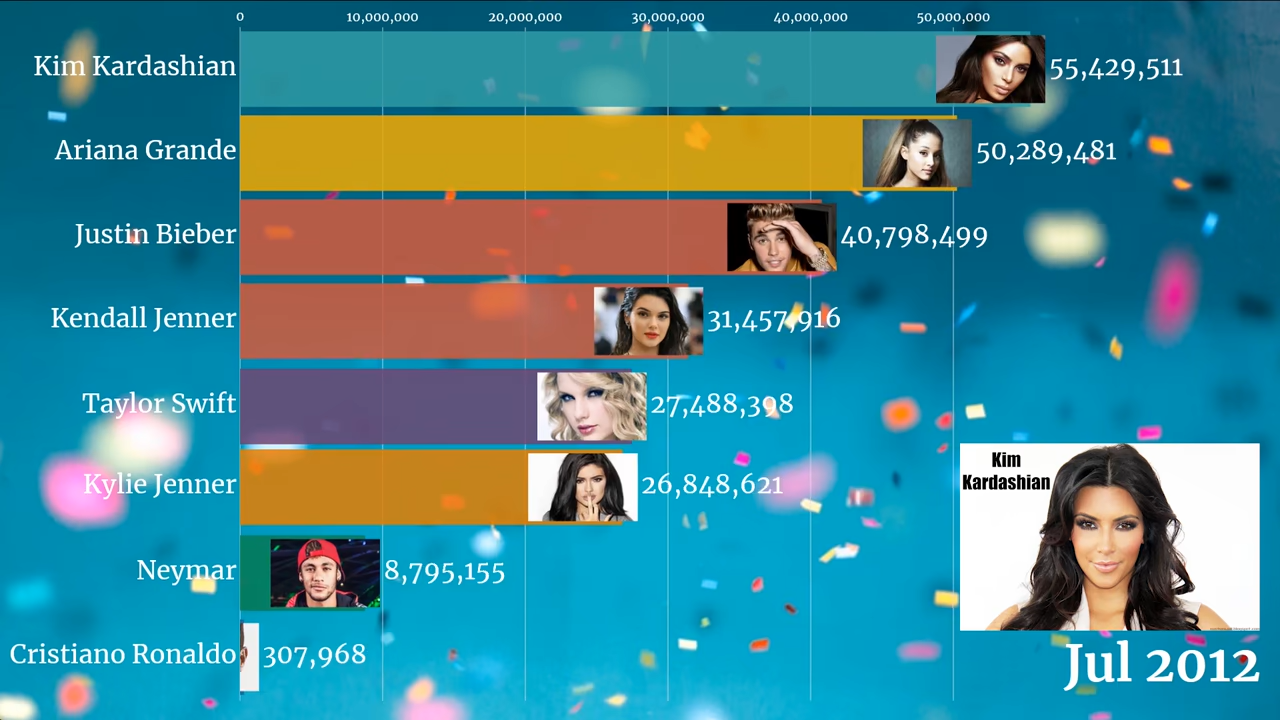 0 10,000,000 20,000,000 30,000,000 40,000,000 50,000,000
Kim Kardashian 55,429,511
Ariana Grande 50,289,481
Justin Bieber 40,798,499
Kendall Jenner 31,457,916
Taylor Swift 27,488,398
Kylie Jenner 26,848,621
Kim
Kardashian
Neymar 8,795,155
Cristiano Ronaldo 307,968
Jul 2012